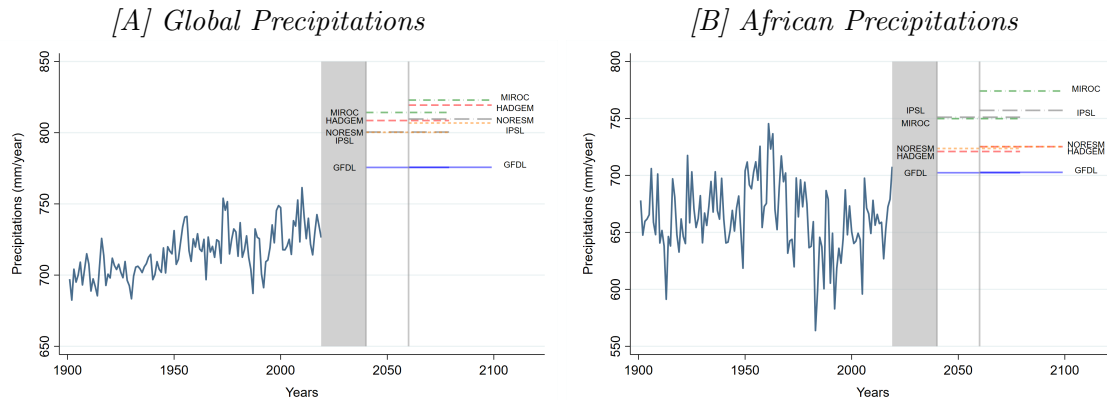 [A] Global Precipitations
850
800
750
700
650
Precipitations (mm/year)
MIROC
HADGEM
NORESM
IPSL
GFDL
MIROC
HADGEM
NORESM
IPSL
GFDL
1900
1950
2000
2050
2100
Years
[B] African Precipitations
800
750
700
650
600
550
Precipitations (mm/year)
IPSL
MIROC
NORESM
HADGEM
GFDL
MIROC
IPSL
NORESM
HADGEM
GFDL
1900
1950
2000
2050
2100
Years